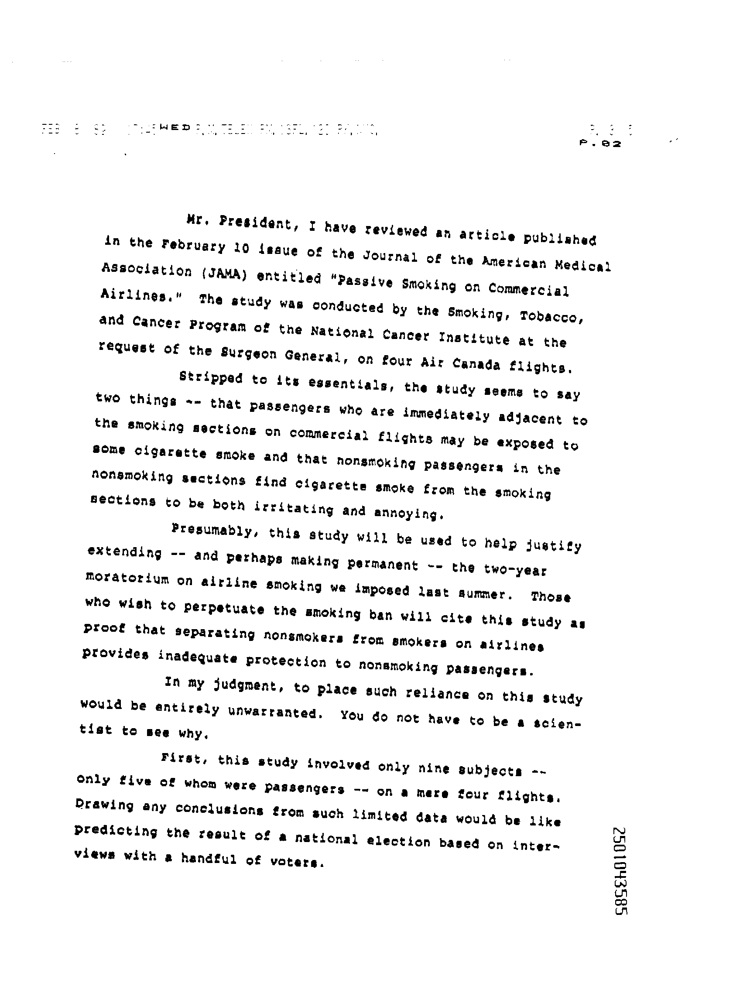 FEB 8 89 WED
P.02
Mr. President, I have reviewed an article published
in the February 10 issue of the Journal of the American Medical
Association (JAMA) entitled "Passive Smoking on Commercial
Airlines." The study was conducted by the Smoking, Tobacco,
and Cancer Program of the National Cancer Institute at the
request of the Surgeon General, on four Air Canada flights.
Stripped to its essentials, the study seems to say
two things -- that passengers who are immediately adjacent to
the smoking sections on commercial flights may be exposed to
some cigarette smoke and that nonsmoking passengers in the
nonsmoking sections find cigarette smoke from the smoking
sections to be both irritating and annoying.
Presumably, this study will be used to help justify
extending -- and perhaps making permanent -- the two-year
moratorium on airline smoking we imposed last summer. Those
who wish to perpetuate the smoking ban will cite this study as
proof that separating nonsmokers from smokers on airlines
provides inadequate protection to nonsmoking passengers.
In my judgment, to place such reliance on this study
would be entirely unwarranted. You do not have to be a scien-
tist to see why.
First, this study involved only nine subjects --
only five of whom were passengers -- on a mere four flights.
Drawing any conclusions from such limited data would be like
predicting the result of a national election based on inter-
views with a handful of voters.
2501043585